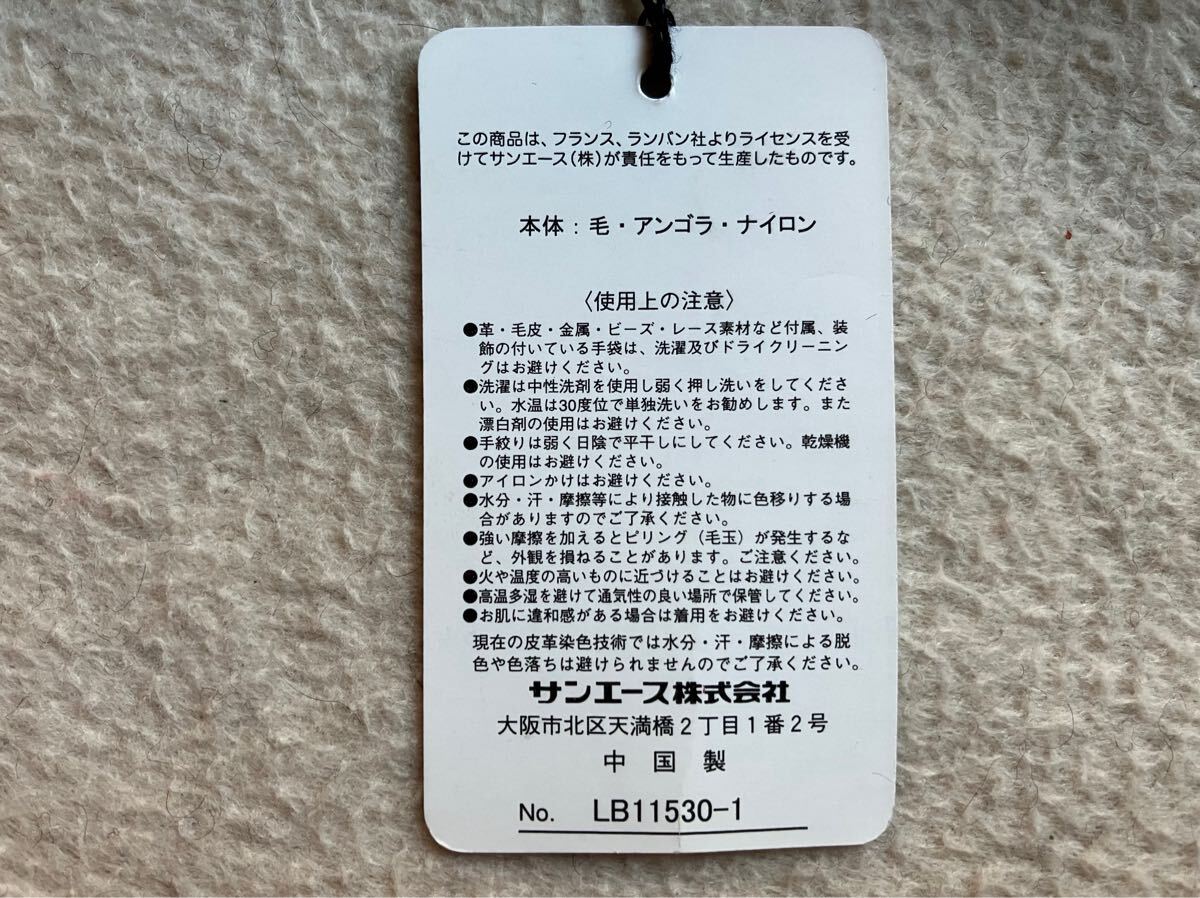 この商品は、フランス、ランバン社よりライセンスを受
けてサンエース(株)が責任をもって生産したものです。
本体：毛・アンゴラ・ナイロン
〈使用上の注意〉
●革・毛皮・金属・ビーズ・レース素材など付属、装
飾の付いている手袋は、洗濯及びドライクリーニン
グはお避けください。
●洗濯は中性洗剤を使用し弱く押し洗いをしてくださ
い。水温は30度位で単独洗いをお勧めします。また
漂白剤の使用はお避けください。
●手絞りは弱く日陰で平干しにしてください。乾燥機
の使用はお避けください。
●アイロンかけはお避けください。
●水分・汗・摩擦等により接触した物に色移りする場
合がありますのでご了承ください。
●強い摩擦を加えるとピリング（毛玉）が発生するな
ど、外観を損ねることがあります。ご注意ください。
●火や温度の高いものに近づけることはお避けください。
●高温多湿を避けて通気性の良い場所で保管してください。
●お肌に違和感がある場合は着用をお避けください。
現在の皮革染色技術では水分・汗・摩擦による脱
色や色落ちは避けられませんのでご了承ください。
サンエース株式会社
大阪市北区天満橋2丁目1番2号
中国製
No. LB11530-1